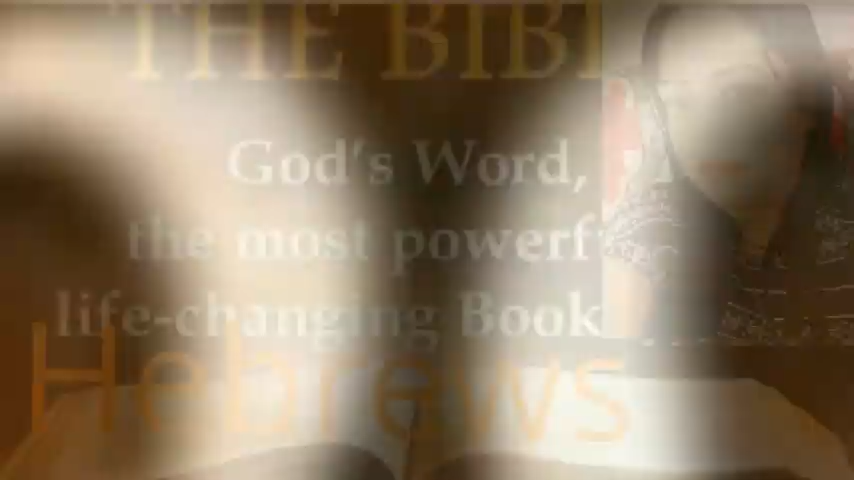 THE BIBL
God's Word,
the most powerf
life-changing Book
Hebrews